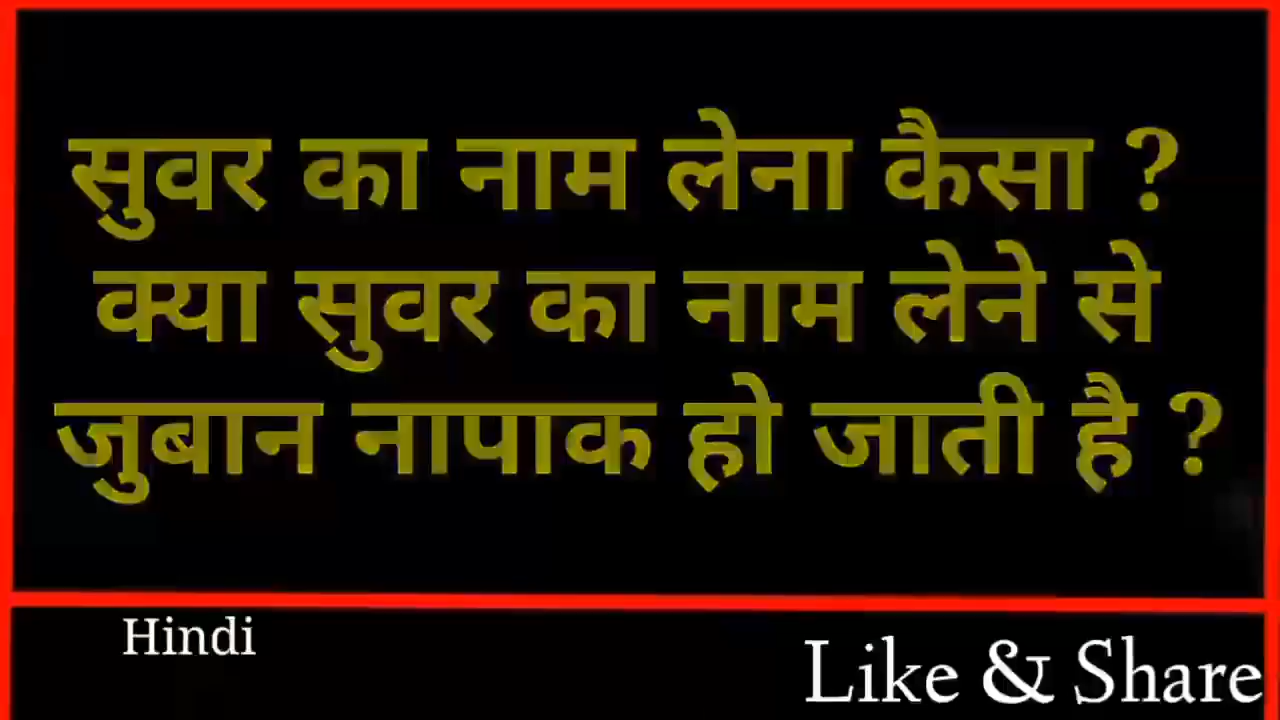 सुवर का नाम लेना कैसा ?
क्या सुवर का नाम लेने से
जुबान नापाक हो जाती है ?
Hindi
Like & Share